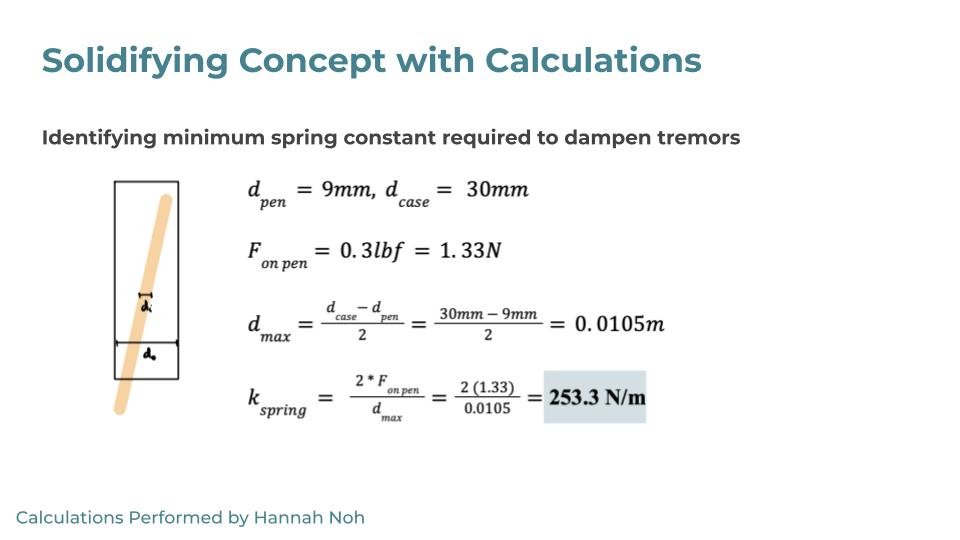 Solidifying Concept with Calculations
Identifying minimum spring constant required to dampen tremors
d_pen = 9mm, d_case = 30mm
F_on pen = 0.3lbf = 1.33N
d_max = (d_case − d_pen)/2 = (30mm − 9mm)/2 = 0.0105m
k_spring = (2 * F_on pen)/d_max = 2 (1.33)/0.0105 = 253.3 N/m
dᵢ
dₒ
Calculations Performed by Hannah Noh